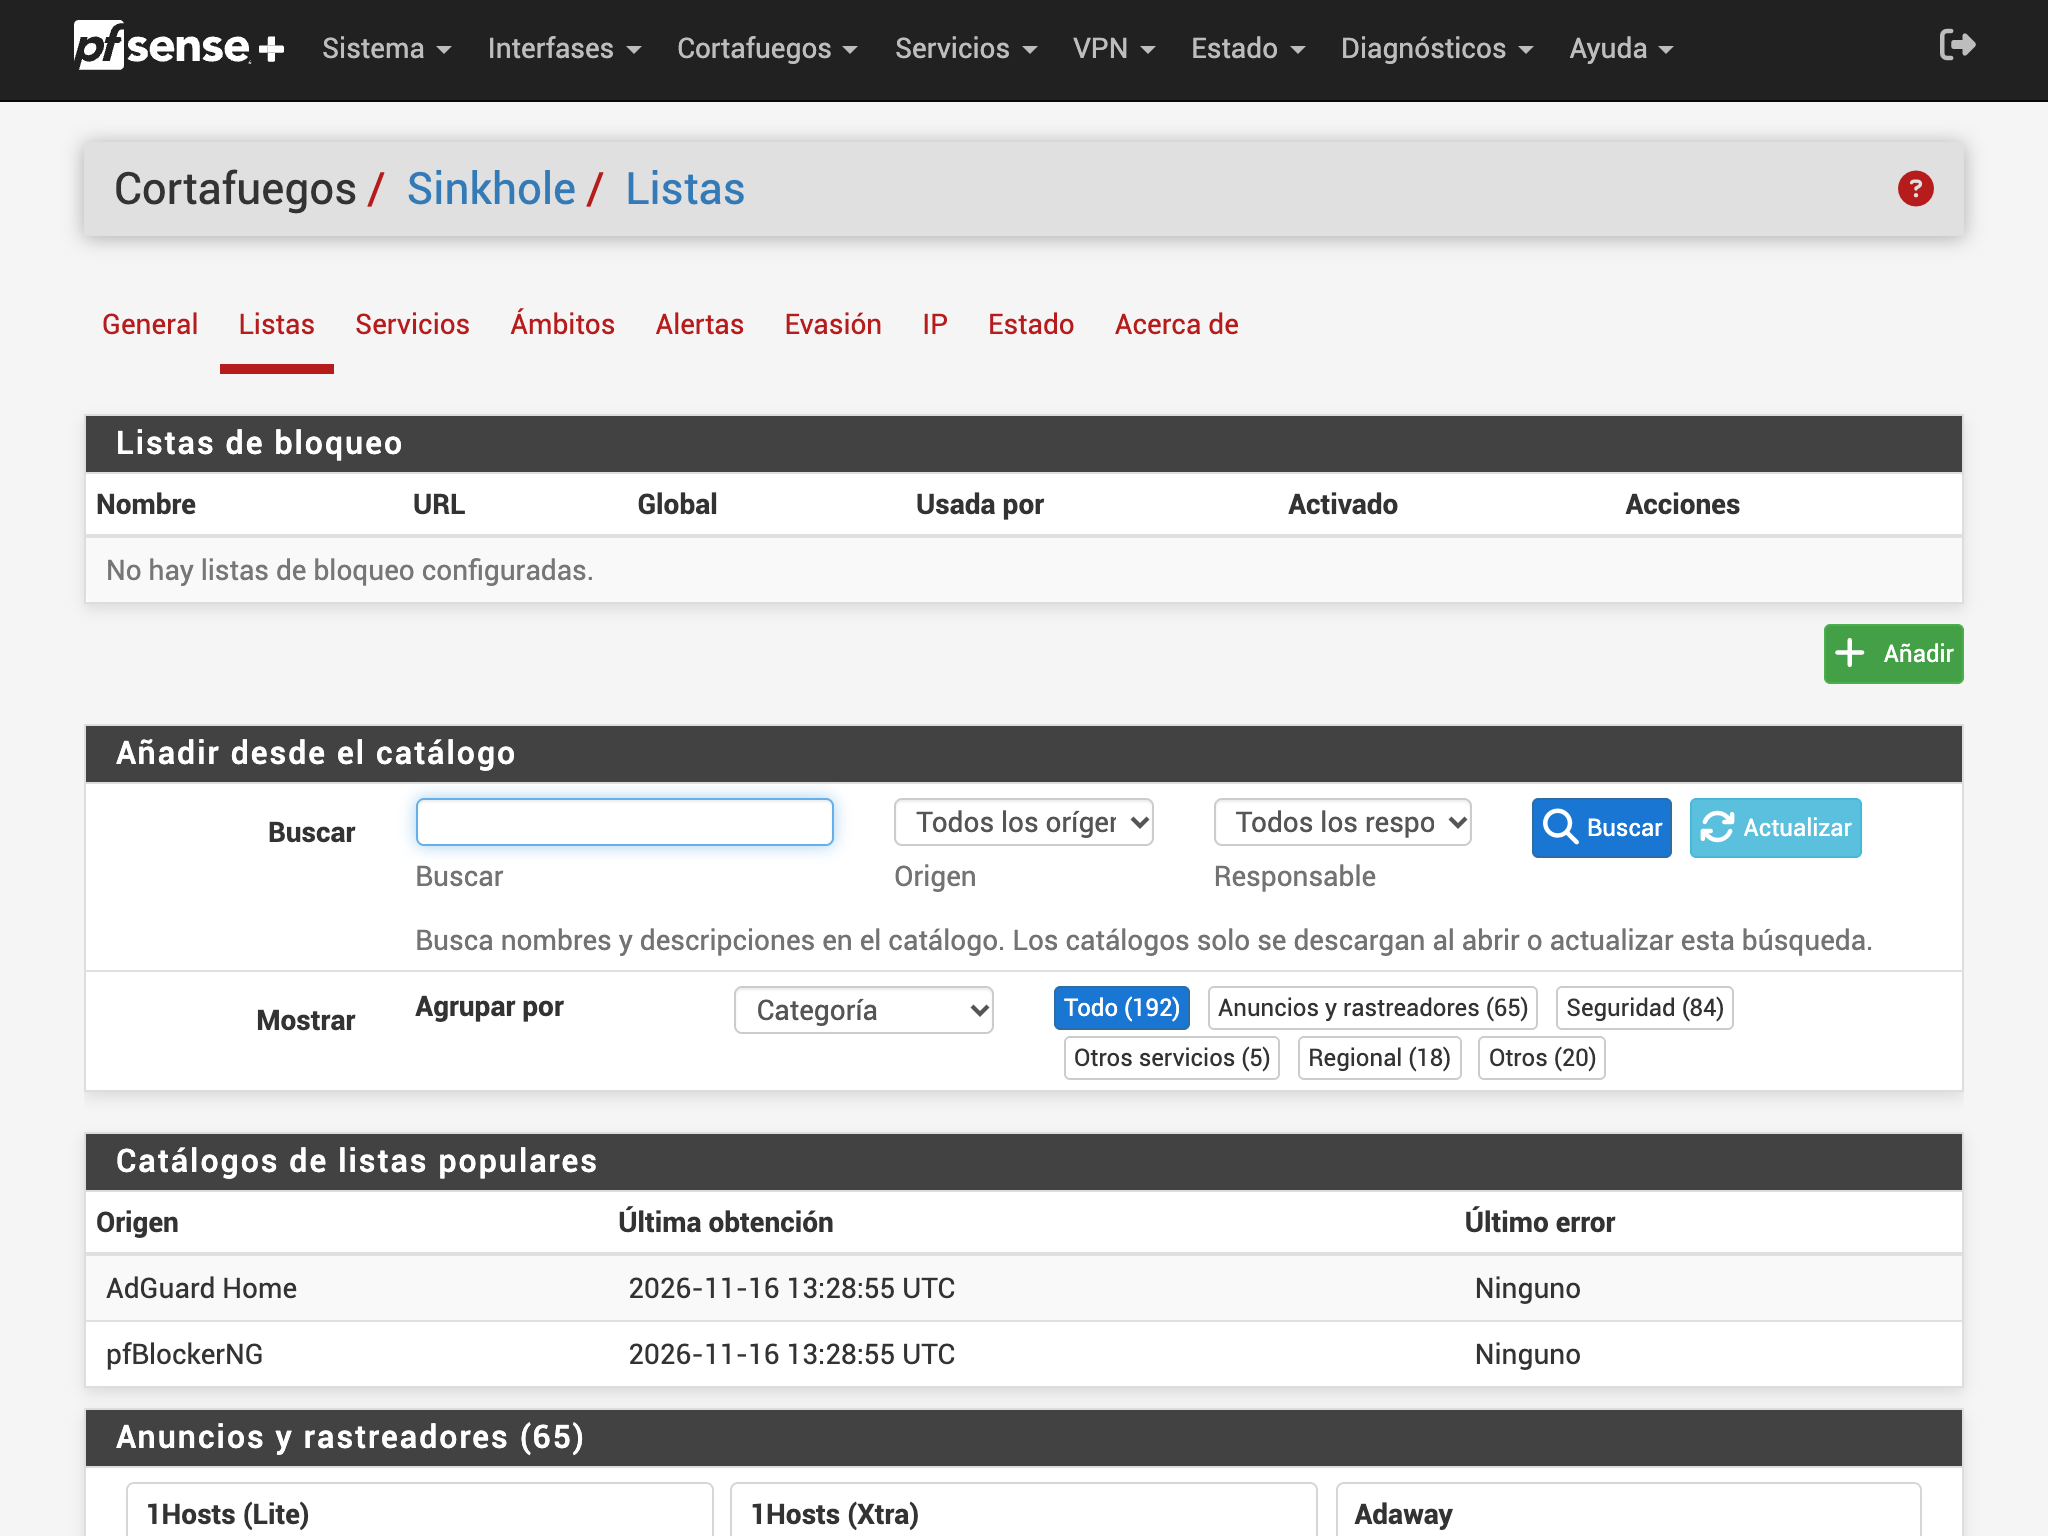 pfsense+ Sistema Interfases Cortafuegos Servicios VPN Estado Diagnósticos Ayuda
Cortafuegos / Sinkhole / Listas ?
General Listas Servicios Ámbitos Alertas Evasión IP Estado Acerca de
Listas de bloqueo
Nombre URL Global Usada por Activado Acciones
No hay listas de bloqueo configuradas.
Añadir
Añadir desde el catálogo
Buscar Todos los oríger Todos los respo Buscar Actualizar
Buscar Origen Responsable
Busca nombres y descripciones en el catálogo. Los catálogos solo se descargan al abrir o actualizar esta búsqueda.
Mostrar Agrupar por Categoría Todo (192) Anuncios y rastreadores (65) Seguridad (84)
Otros servicios (5) Regional (18) Otros (20)
Catálogos de listas populares
Origen Última obtención Último error
AdGuard Home 2026-11-16 13:28:55 UTC Ninguno
pfBlockerNG 2026-11-16 13:28:55 UTC Ninguno
Anuncios y rastreadores (65)
1Hosts (Lite) 1Hosts (Xtra) Adaway